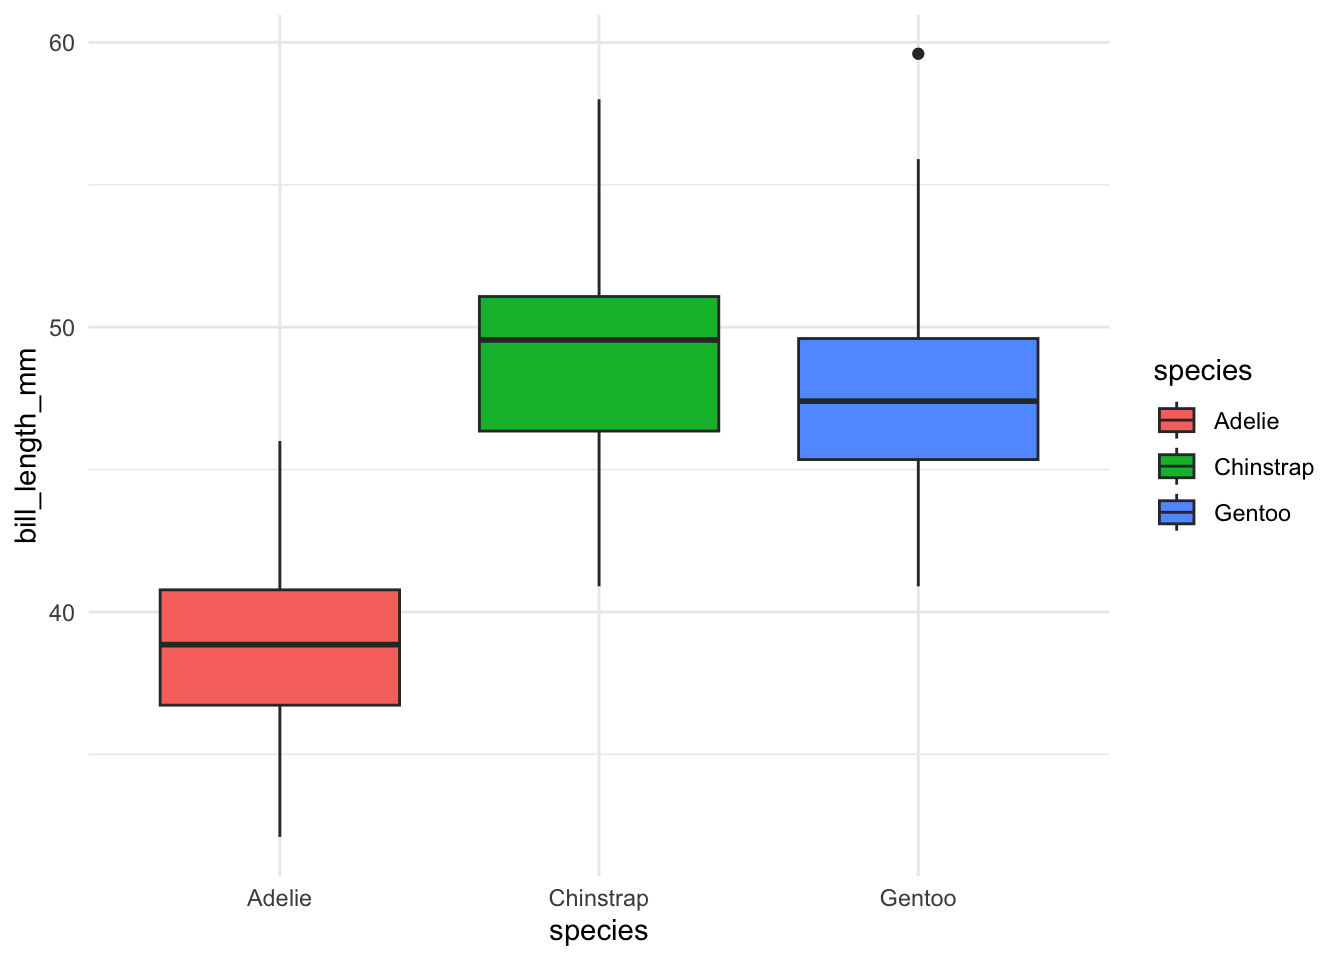 60
50
40
bill_length_mm
Adelie
Chinstrap
Gentoo
species
species
Adelie
Chinstrap
Gentoo